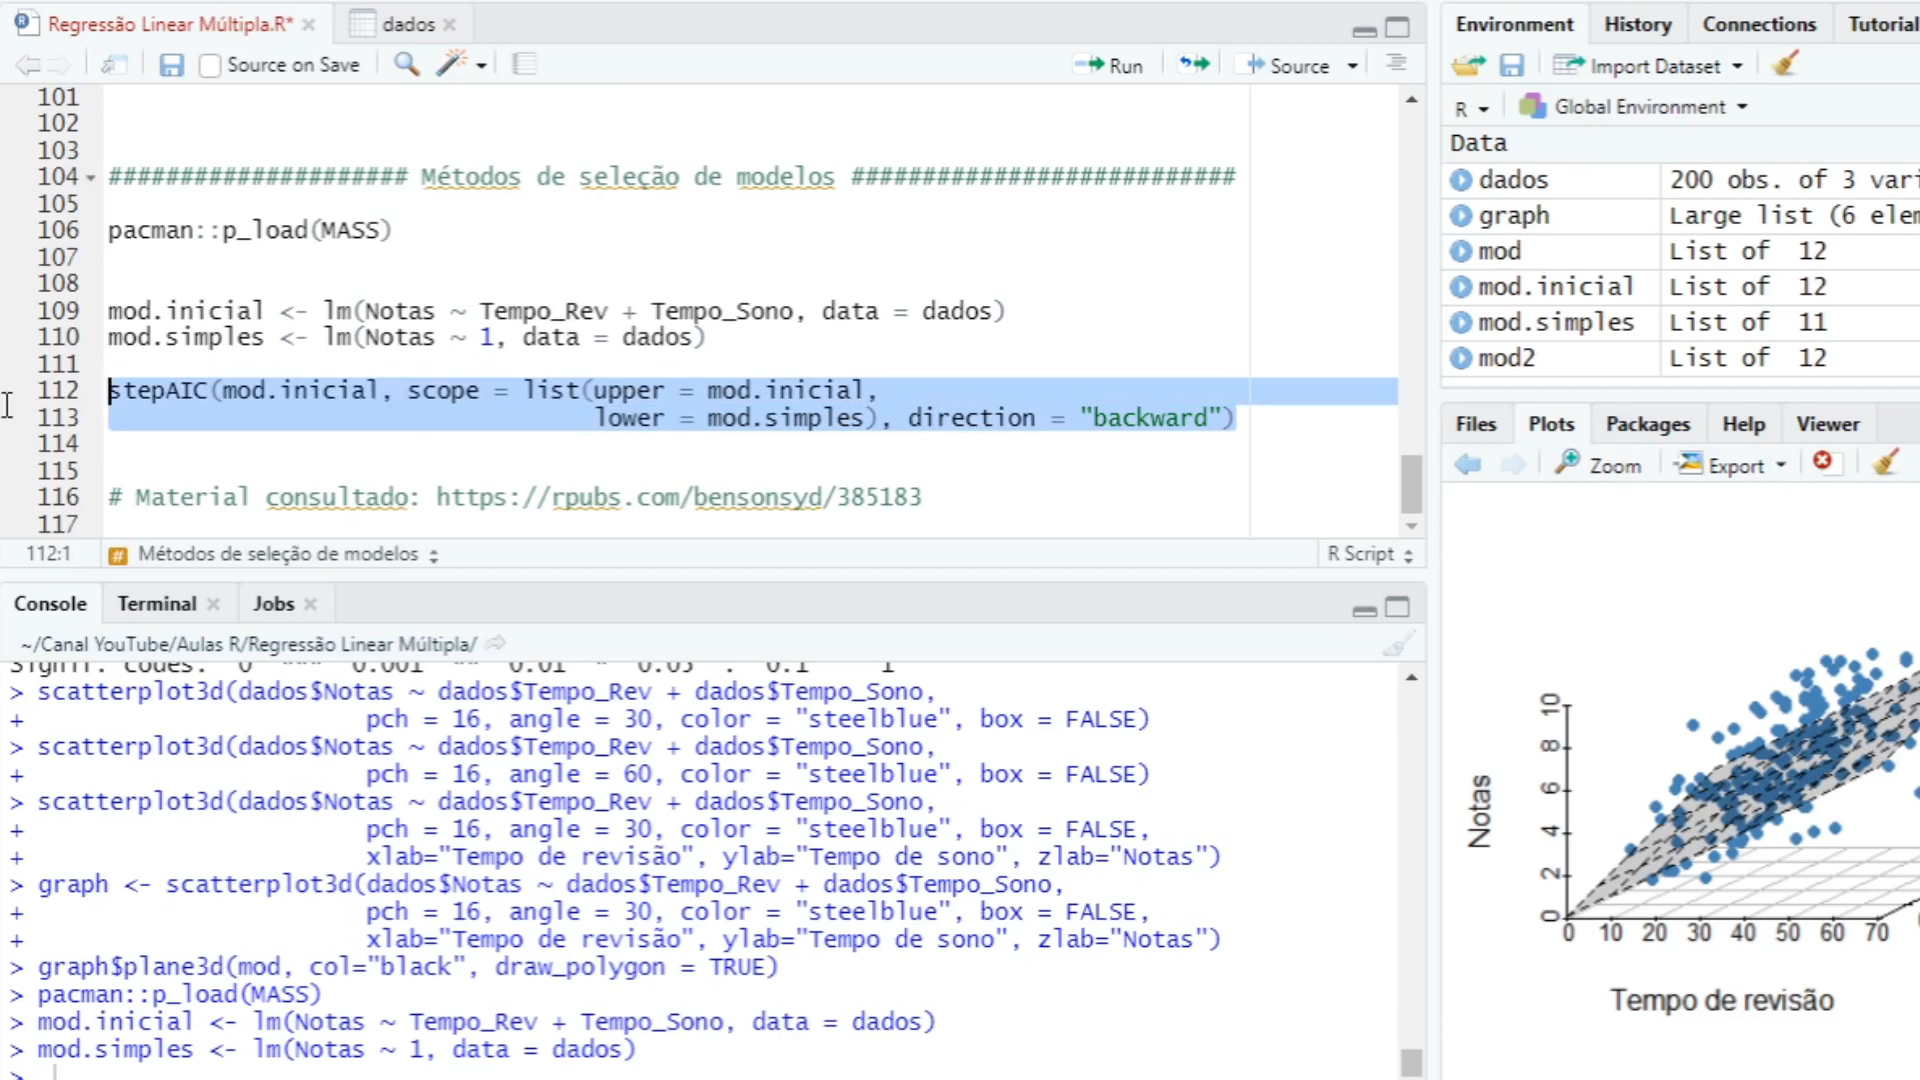 Regressão Linear Múltipla.R*
dados
Source on Save
Run
Source
101
102
103
104 ##################### Métodos de seleção de modelos ###########################
105
106 pacman::p_load(MASS)
107
108
109 mod.inicial <- lm(Notas ~ Tempo_Rev + Tempo_Sono, data = dados)
110 mod.simples <- lm(Notas ~ 1, data = dados)
111
112 stepAIC(mod.inicial, scope = list(upper = mod.inicial,
113 lower = mod.simples), direction = "backward")
114
115
116 # Material consultado: https://rpubs.com/bensonsyd/385183
117
112:1
# Métodos de seleção de modelos
R Script
Console
Terminal
Jobs
~/Canal YouTube/Aulas R/Regressão Linear Múltipla/
Signif. codes: 0 0.001 0.01 0.05 . 0.1 1
> scatterplot3d(dados$Notas ~ dados$Tempo_Rev + dados$Tempo_Sono,
+ pch = 16, angle = 30, color = "steelblue", box = FALSE)
> scatterplot3d(dados$Notas ~ dados$Tempo_Rev + dados$Tempo_Sono,
+ pch = 16, angle = 60, color = "steelblue", box = FALSE)
> scatterplot3d(dados$Notas ~ dados$Tempo_Rev + dados$Tempo_Sono,
+ pch = 16, angle = 30, color = "steelblue", box = FALSE,
+ xlab="Tempo de revisão", ylab="Tempo de sono", zlab="Notas")
> graph <- scatterplot3d(dados$Notas ~ dados$Tempo_Rev + dados$Tempo_Sono,
+ pch = 16, angle = 30, color = "steelblue", box = FALSE,
+ xlab="Tempo de revisão", ylab="Tempo de sono", zlab="Notas")
> graph$plane3d(mod, col="black", draw_polygon = TRUE)
> pacman::p_load(MASS)
> mod.inicial <- lm(Notas ~ Tempo_Rev + Tempo_Sono, data = dados)
> mod.simples <- lm(Notas ~ 1, data = dados)
>
Environment
History
Connections
Tutorial
Import Dataset
R
Global Environment
Data
dados 200 obs. of 3 vari
graph Large list (6 elem
mod List of 12
mod.inicial List of 12
mod.simples List of 11
mod2 List of 12
Files
Plots
Packages
Help
Viewer
Zoom
Export
Notas
10
8
6
4
2
0
0 10 20 30 40 50 60 70
Tempo de revisão